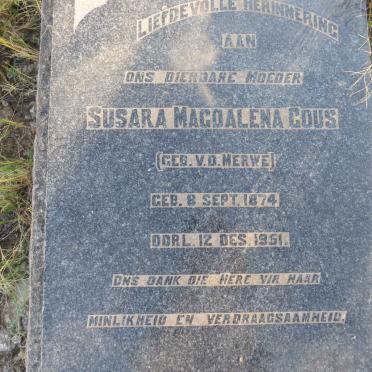 LIEFDEVOLLE HERINNERING
AAN
ONS DIERBARE MOEDER
SUSARA MAGDALENA GOUS
(GEB. V.D. MERWE)
GEB. 8 SEPT. 1874
OORL. 12 DES. 1951.
ONS DANK DIE HERE VIR HAAR
MINLIKHEID EN VERDRAAGSAAMHEID.